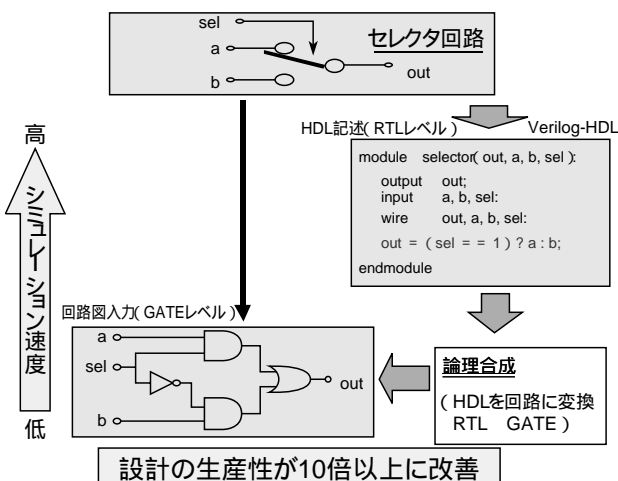 sel
セレクタ回路
a
out
b
HDL記述(RTLレベル)
Verilog-HDL
module selector( out, a, b, sel ):
output out;
input a, b, sel:
wire out, a, b, sel:
out = ( sel = = 1 ) ? a : b;
endmodule
高
シミュレーション速度
低
回路図入力(GATEレベル)
a
sel
out
b
論理合成
(HDLを回路に変換
RTL GATE)
設計の生産性が10倍以上に改善